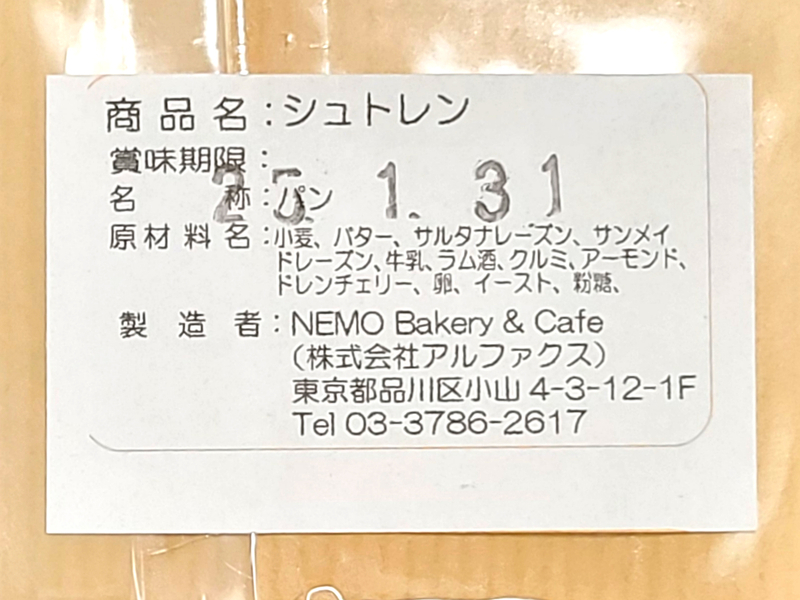 商品名：シュトレン
賞味期限：
25. 1. 31
名　　称：パン
原材料名：小麦、バター、サルタナレーズン、サンメイ
ドレーズン、牛乳、ラム酒、クルミ、アーモンド、
ドレンチェリー、卵、イースト、粉糖、
製　造　者：NEMO Bakery & Cafe
（株式会社アルファクス）
東京都品川区小山 4-3-12-1F
Tel 03-3786-2617